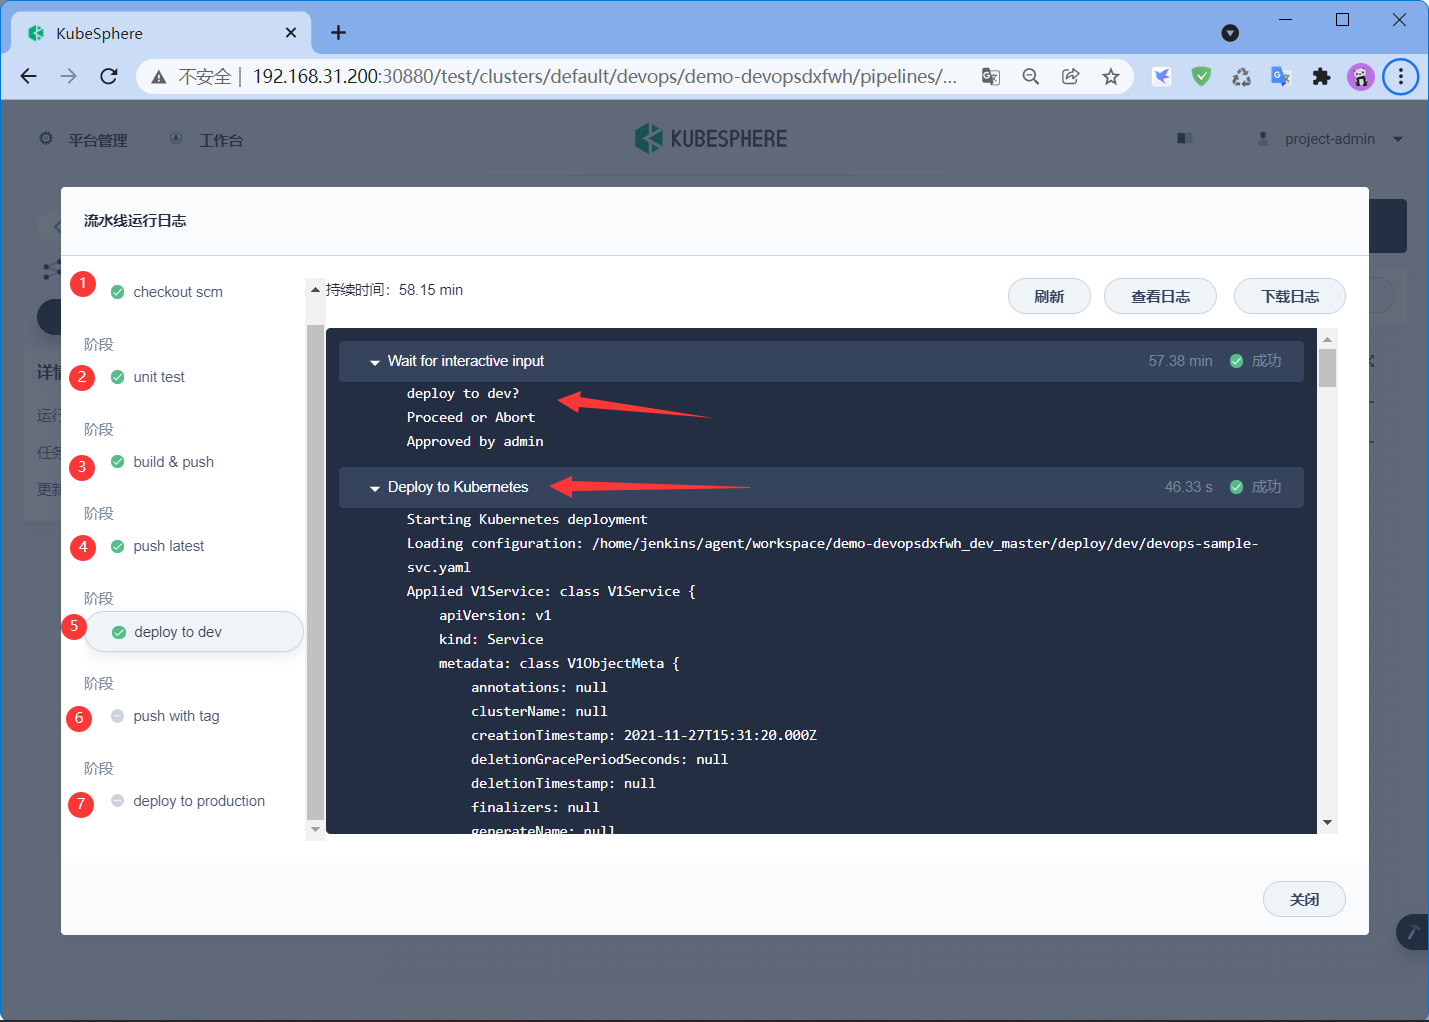 KubeSphere
不安全 | 192.168.31.200:30880/test/clusters/default/devops/demo-devopsdxfwh/pipelines/...
平台管理 工作台 KUBESPHERE project-admin
流水线运行日志
1 checkout scm
阶段
2 unit test
阶段
3 build & push
阶段
4 push latest
阶段
5 deploy to dev
阶段
6 push with tag
阶段
7 deploy to production
持续时间：58.15 min
刷新 查看日志 下载日志
Wait for interactive input 57.38 min 成功
deploy to dev?
Proceed or Abort
Approved by admin
Deploy to Kubernetes 46.33 s 成功
Starting Kubernetes deployment
Loading configuration: /home/jenkins/agent/workspace/demo-devopsdxfwh_dev_master/deploy/dev/devops-sample-
svc.yaml
Applied V1Service: class V1Service {
apiVersion: v1
kind: Service
metadata: class V1ObjectMeta {
annotations: null
clusterName: null
creationTimestamp: 2021-11-27T15:31:20.000Z
deletionGracePeriodSeconds: null
deletionTimestamp: null
finalizers: null
generateName: null
关闭
详情
运行
任务
更新